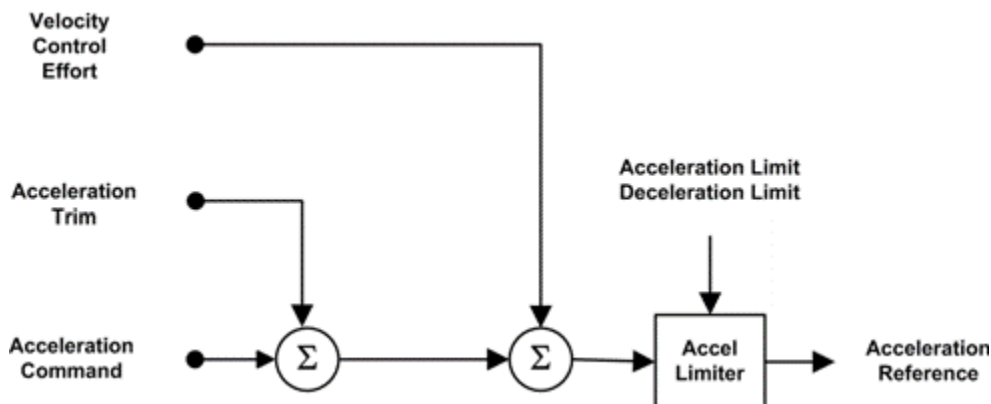 Velocity
Control
Effort
Acceleration Limit
Deceleration Limit
Acceleration
Trim
Acceleration
Command
Σ
Σ
Accel
Limiter
Acceleration
Reference